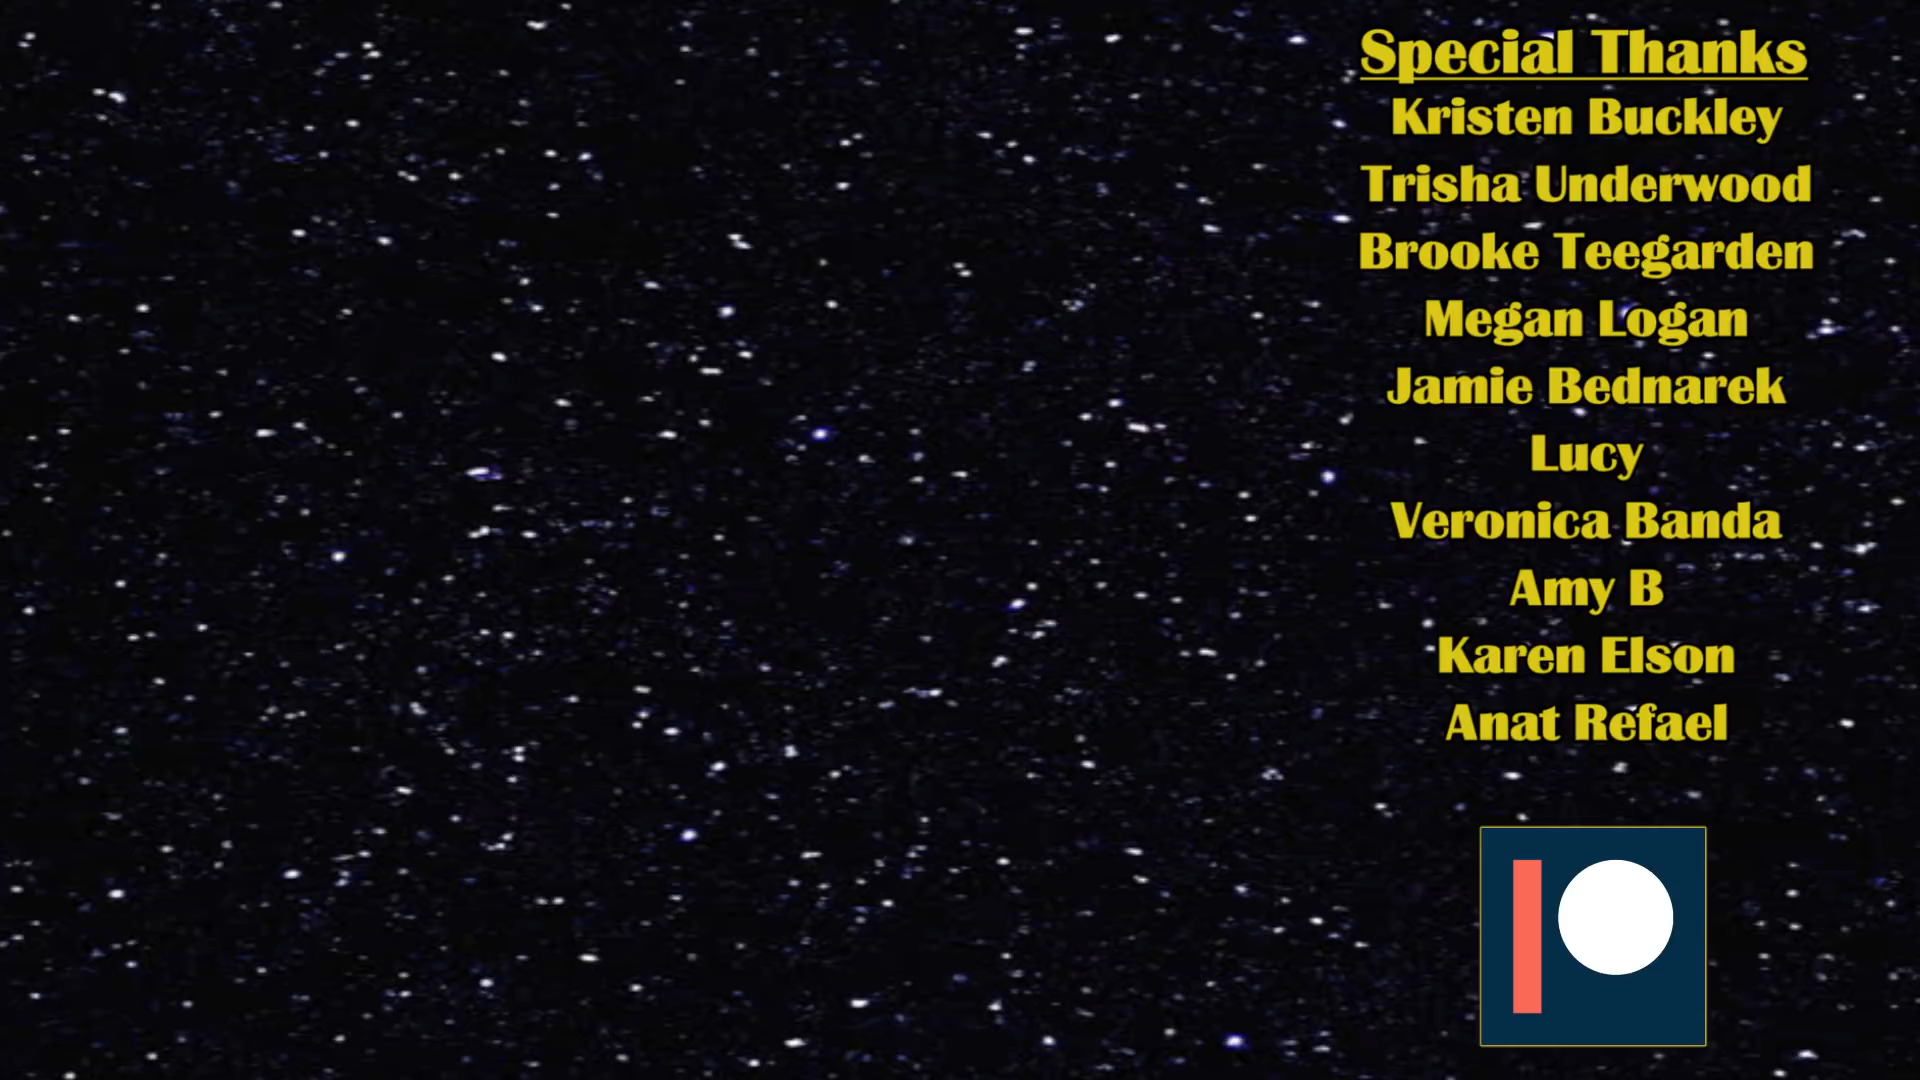 Special Thanks
Kristen Buckley
Trisha Underwood
Brooke Teegarden
Megan Logan
Jamie Bednarek
Lucy
Veronica Banda
Amy B
Karen Elson
Anat Refael